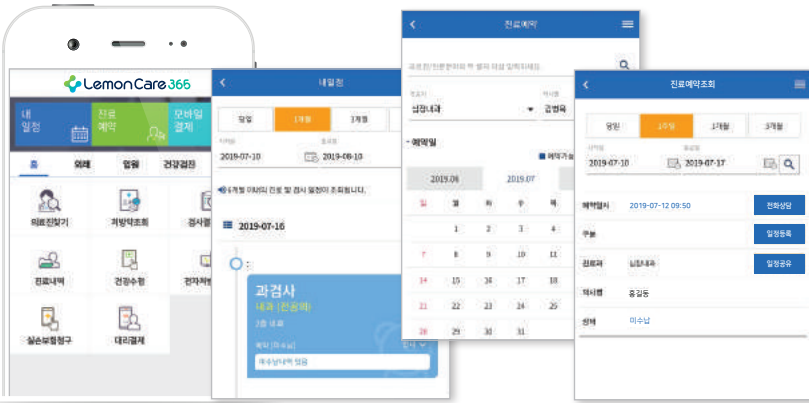 LemonCare365
내
일정
진료
예약
모바일
결제
홈
외래
입원
건강검진
의료진찾기
처방약조회
진료내역
건강수첩
실손보험청구
대리결제
내일정
당일
1개월
3개월
2019-07-10
2019-08-10
6개월 이내의 진료 및 검사 일정이 조회됩니다.
2019-07-16
과검사
내과 (진료의)
예약 [미수납]
미수납내역 없음
진료예약
심장내과
김병욱
예약일
2019.06
2019.07
일 월 화 수 목
1 2 3 4
7 8 9 10 11
14 15 16 17 18
21 22 23 24 25
28 29 30 31
진료예약조회
당일
1주일
1개월
3개월
2019-07-10
2019-07-17
예약일시
2019-07-12 09:50
전화상담
구분
일정등록
진료과
심장내과
일정공유
의사명
홍길동
상태
미수납